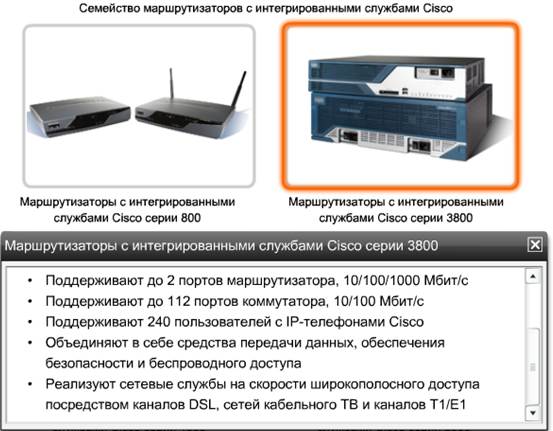 Семейство маршрутизаторов с интегрированными службами Cisco
Маршрутизаторы с интегрированными
службами Cisco серии 800
Маршрутизаторы с интегрированными
службами Cisco серии 3800
Маршрутизаторы с интегрированными службами Cisco серии 3800
• Поддерживают до 2 портов маршрутизатора, 10/100/1000 Мбит/с
• Поддерживают до 112 портов коммутатора, 10/100 Мбит/с
• Поддерживают 240 пользователей с IP-телефонами Cisco
• Объединяют в себе средства передачи данных, обеспечения
безопасности и беспроводного доступа
• Реализуют сетевые службы на скорости широкополосного доступа
посредством каналов DSL, сетей кабельного ТВ и каналов T1/E1